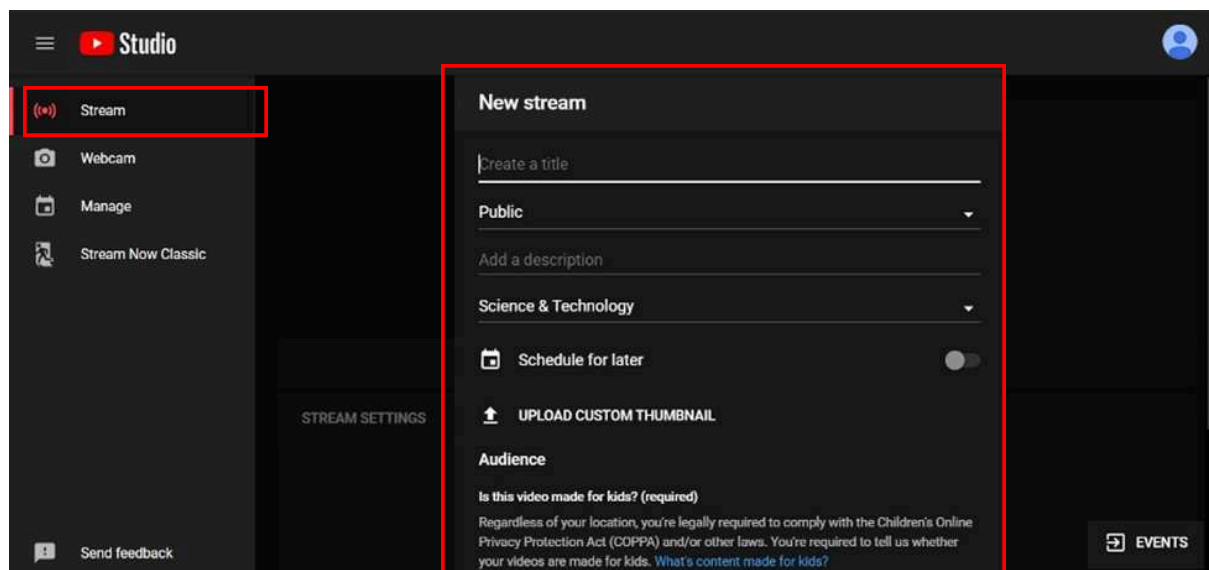 Studio
Stream
Webcam
Manage
Stream Now Classic
Send feedback
New stream
Create a title
Public
Add a description
Science & Technology
Schedule for later
STREAM SETTINGS
UPLOAD CUSTOM THUMBNAIL
Audience
Is this video made for kids? (required)
Regardless of your location, you're legally required to comply with the Children's Online
Privacy Protection Act (COPPA) and/or other laws. You're required to tell us whether
your videos are made for kids. What's content made for kids?
EVENTS